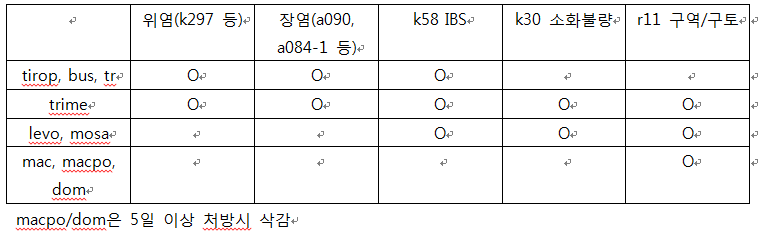 위염(k297 등) 장염(a090, a084-1 등) k58 IBS k30 소화불량 r11 구역/구토
tirop, bus, tr O O O
trime O O O O O
levo, mosa O O O
mac, macpo, dom O
macpo/dom은 5일 이상 처방시 삭감